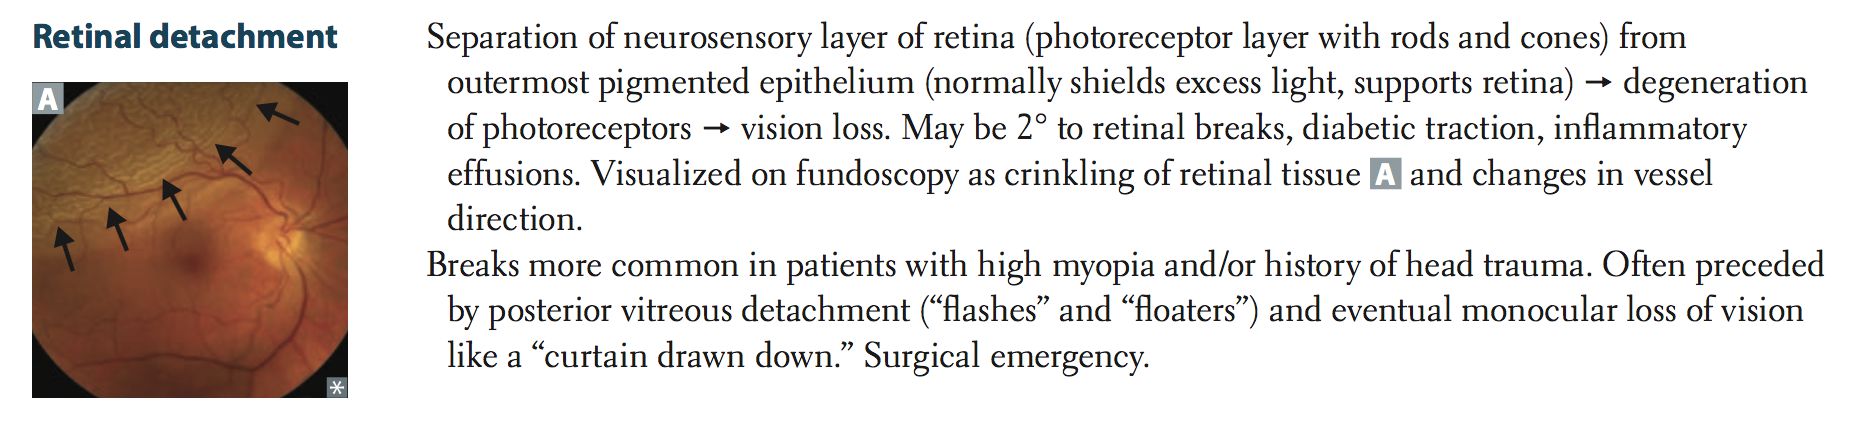 Retinal detachment
A
*
Separation of neurosensory layer of retina (photoreceptor layer with rods and cones) from
outermost pigmented epithelium (normally shields excess light, supports retina) → degeneration
of photoreceptors → vision loss. May be 2° to retinal breaks, diabetic traction, inflammatory
effusions. Visualized on fundoscopy as crinkling of retinal tissue A and changes in vessel
direction.
Breaks more common in patients with high myopia and/or history of head trauma. Often preceded
by posterior vitreous detachment (“flashes” and “floaters”) and eventual monocular loss of vision
like a “curtain drawn down.” Surgical emergency.